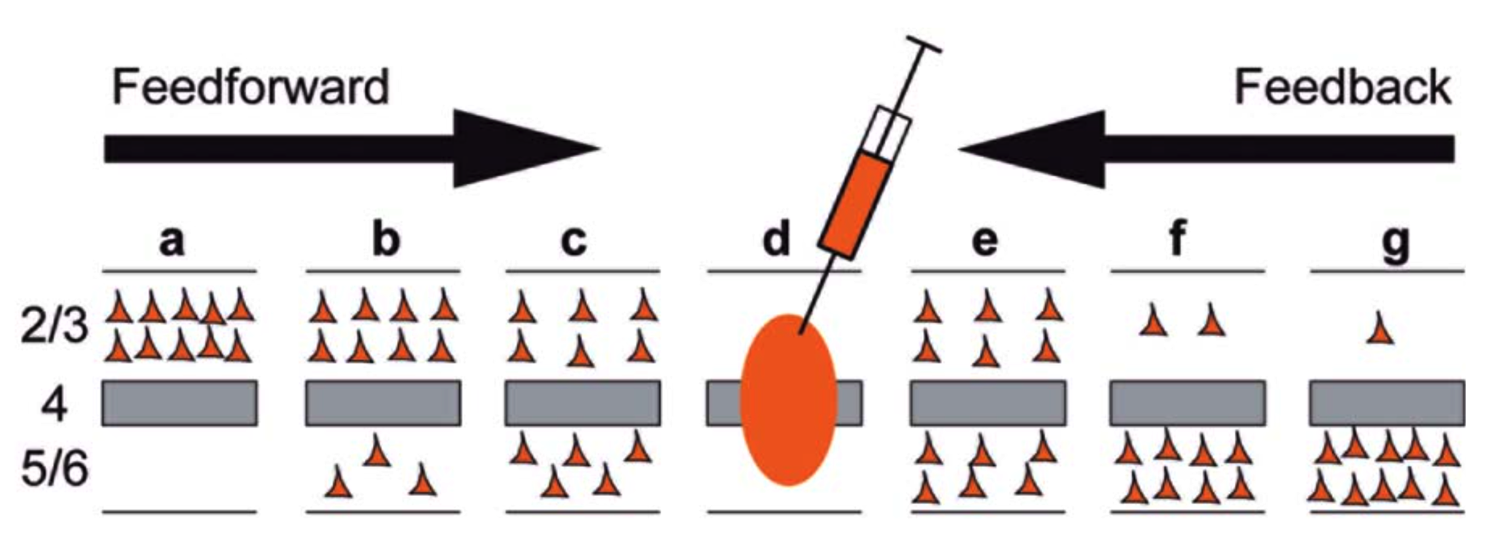 Feedforward
Feedback
a b c d e f g
2/3
4
5/6